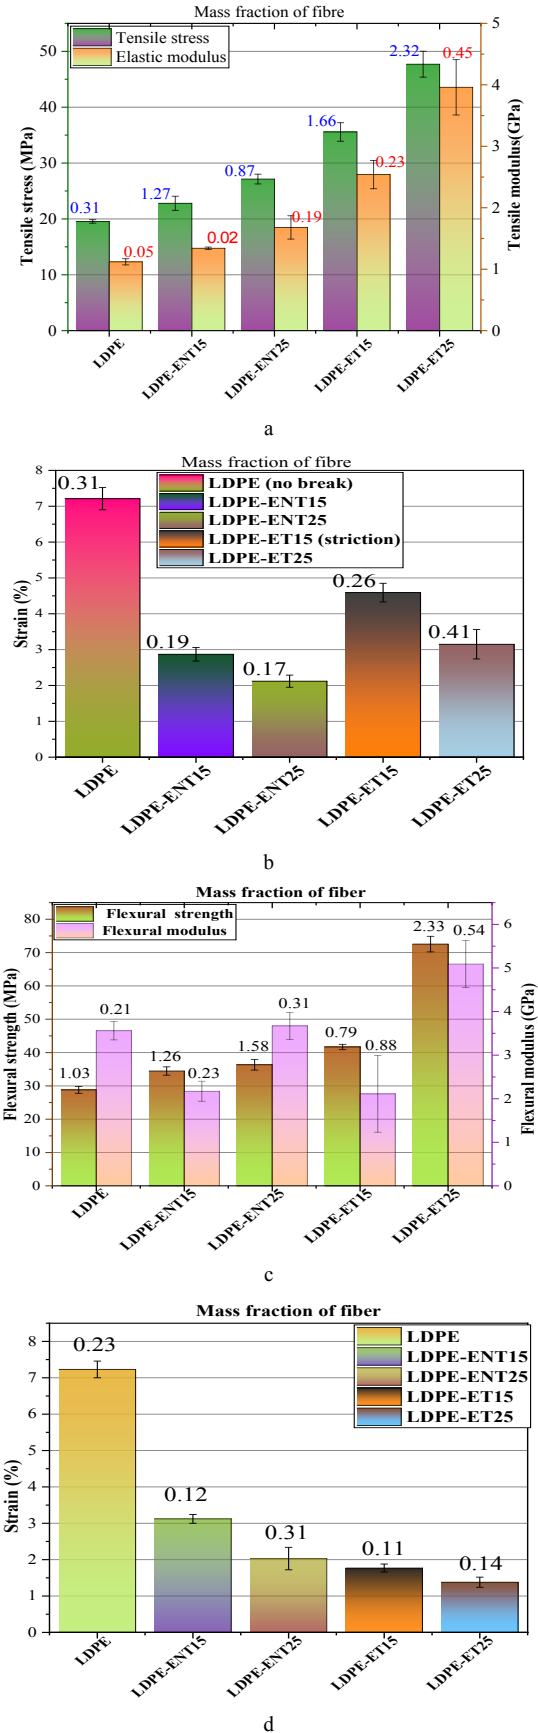 Mass fraction of fibre
Tensile stress
Elastic modulus
Tensile stress (MPa)
Tensile modulus(GPa)
0
10
20
30
40
50
0
1
2
3
4
5
0.31
0.05
1.27
0.02
0.87
0.19
1.66
0.23
2.32
0.45
LDPE
LDPE-ENT15
LDPE-ENT25
LDPE-ET15
LDPE-ET25
a
Mass fraction of fibre
LDPE (no break)
LDPE-ENT15
LDPE-ENT25
LDPE-ET15 (striction)
LDPE-ET25
Strain (%)
0
1
2
3
4
5
6
7
8
0.31
0.19
0.17
0.26
0.41
LDPE
LDPE-ENT15
LDPE-ENT25
LDPE-ET15
LDPE-ET25
b
Mass fraction of fiber
Flexural strength
Flexural modulus
Flexural strength (MPa)
Flexural modulus (GPa)
0
10
20
30
40
50
60
70
80
0
1
2
3
4
5
6
1.03
0.21
1.26
0.23
1.58
0.31
0.79
0.88
2.33
0.54
LDPE
LDPE-ENT15
LDPE-ENT25
LDPE-ET15
LDPE-ET25
c
Mass fraction of fiber
LDPE
LDPE-ENT15
LDPE-ENT25
LDPE-ET15
LDPE-ET25
Strain (%)
0
1
2
3
4
5
6
7
8
0.23
0.12
0.31
0.11
0.14
LDPE
LDPE-ENT15
LDPE-ENT25
LDPE-ET15
LDPE-ET25
d